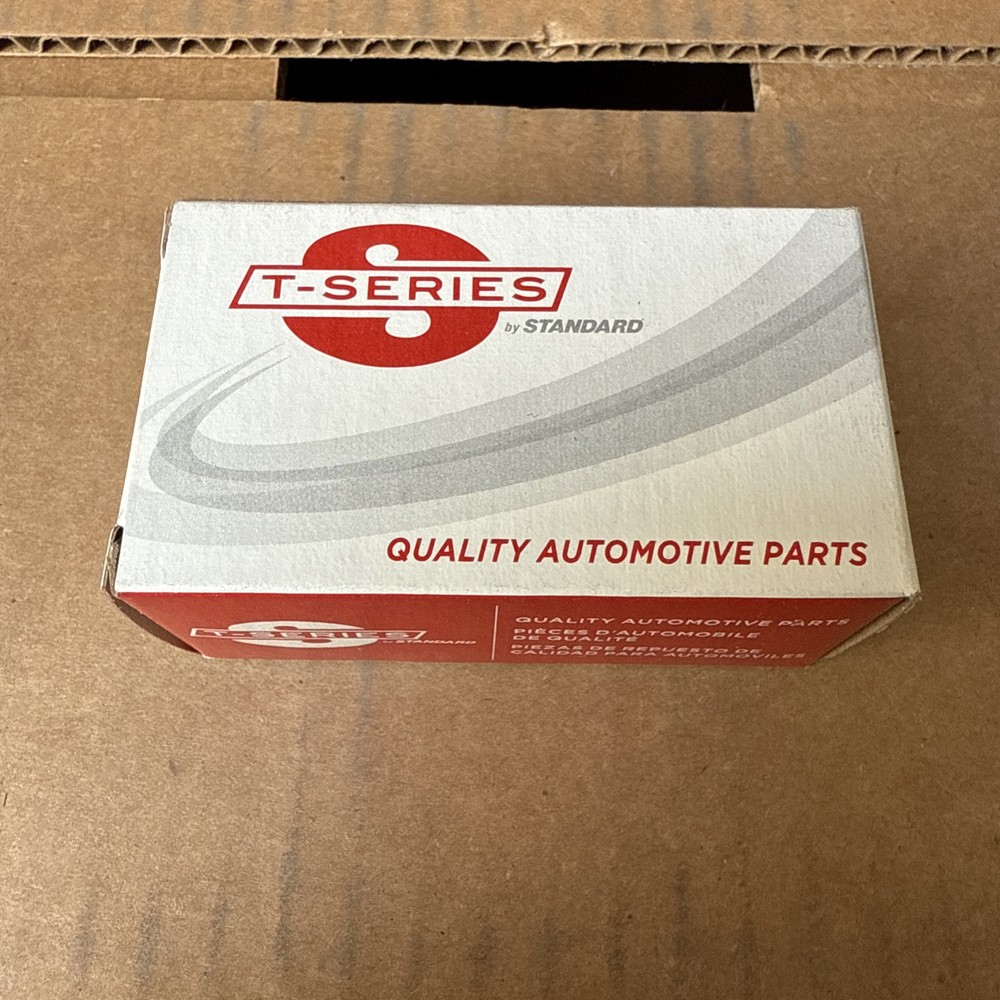 T-SERIES
by STANDARD
QUALITY AUTOMOTIVE PARTS
T-SERIES
by STANDARD
QUALITY AUTOMOTIVE PARTS
PIÈCES D'AUTOMOBILE
DE QUALITÉ
PIEZAS DE REPUESTO DE
CALIDAD PARA AUTOMÓVILES